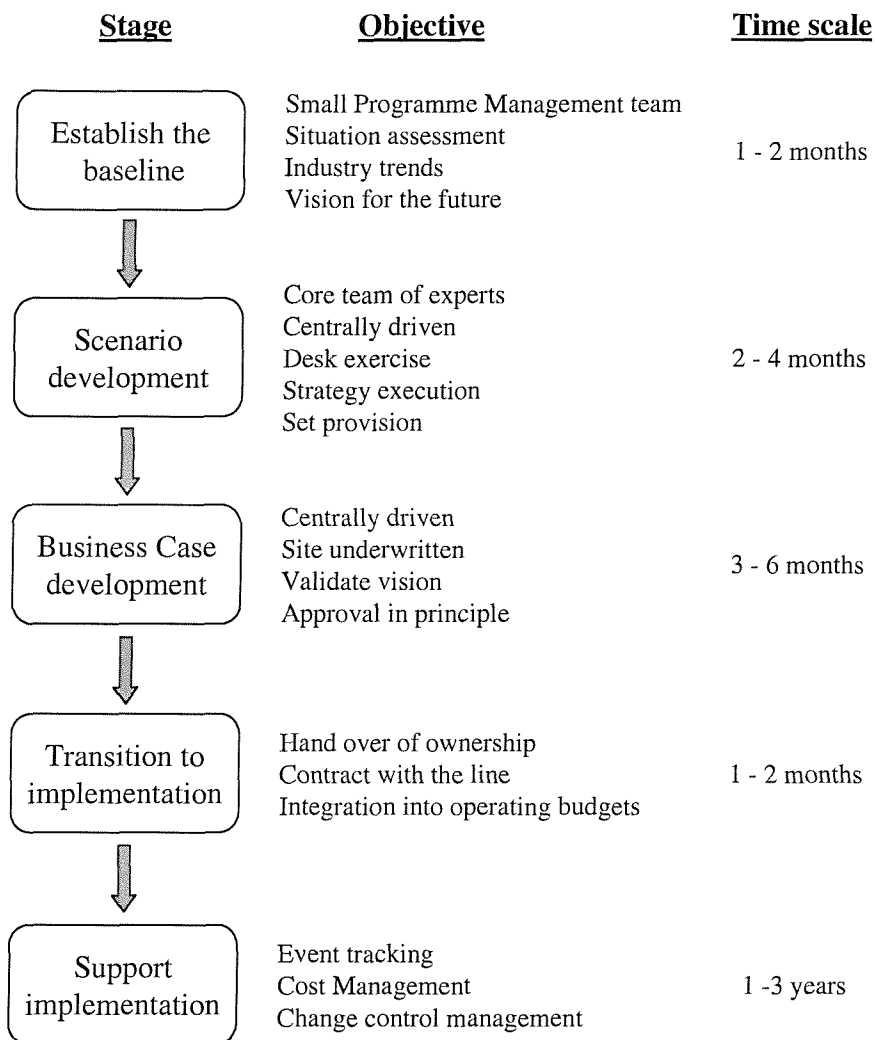 Stage Objective Time scale
Establish the
baseline
Small Programme Management team
Situation assessment
Industry trends
Vision for the future
1 - 2 months
Scenario
development
Core team of experts
Centrally driven
Desk exercise
Strategy execution
Set provision
2 - 4 months
Business Case
development
Centrally driven
Site underwritten
Validate vision
Approval in principle
3 - 6 months
Transition to
implementation
Hand over of ownership
Contract with the line
Integration into operating budgets
1 - 2 months
Support
implementation
Event tracking
Cost Management
Change control management
1 -3 years